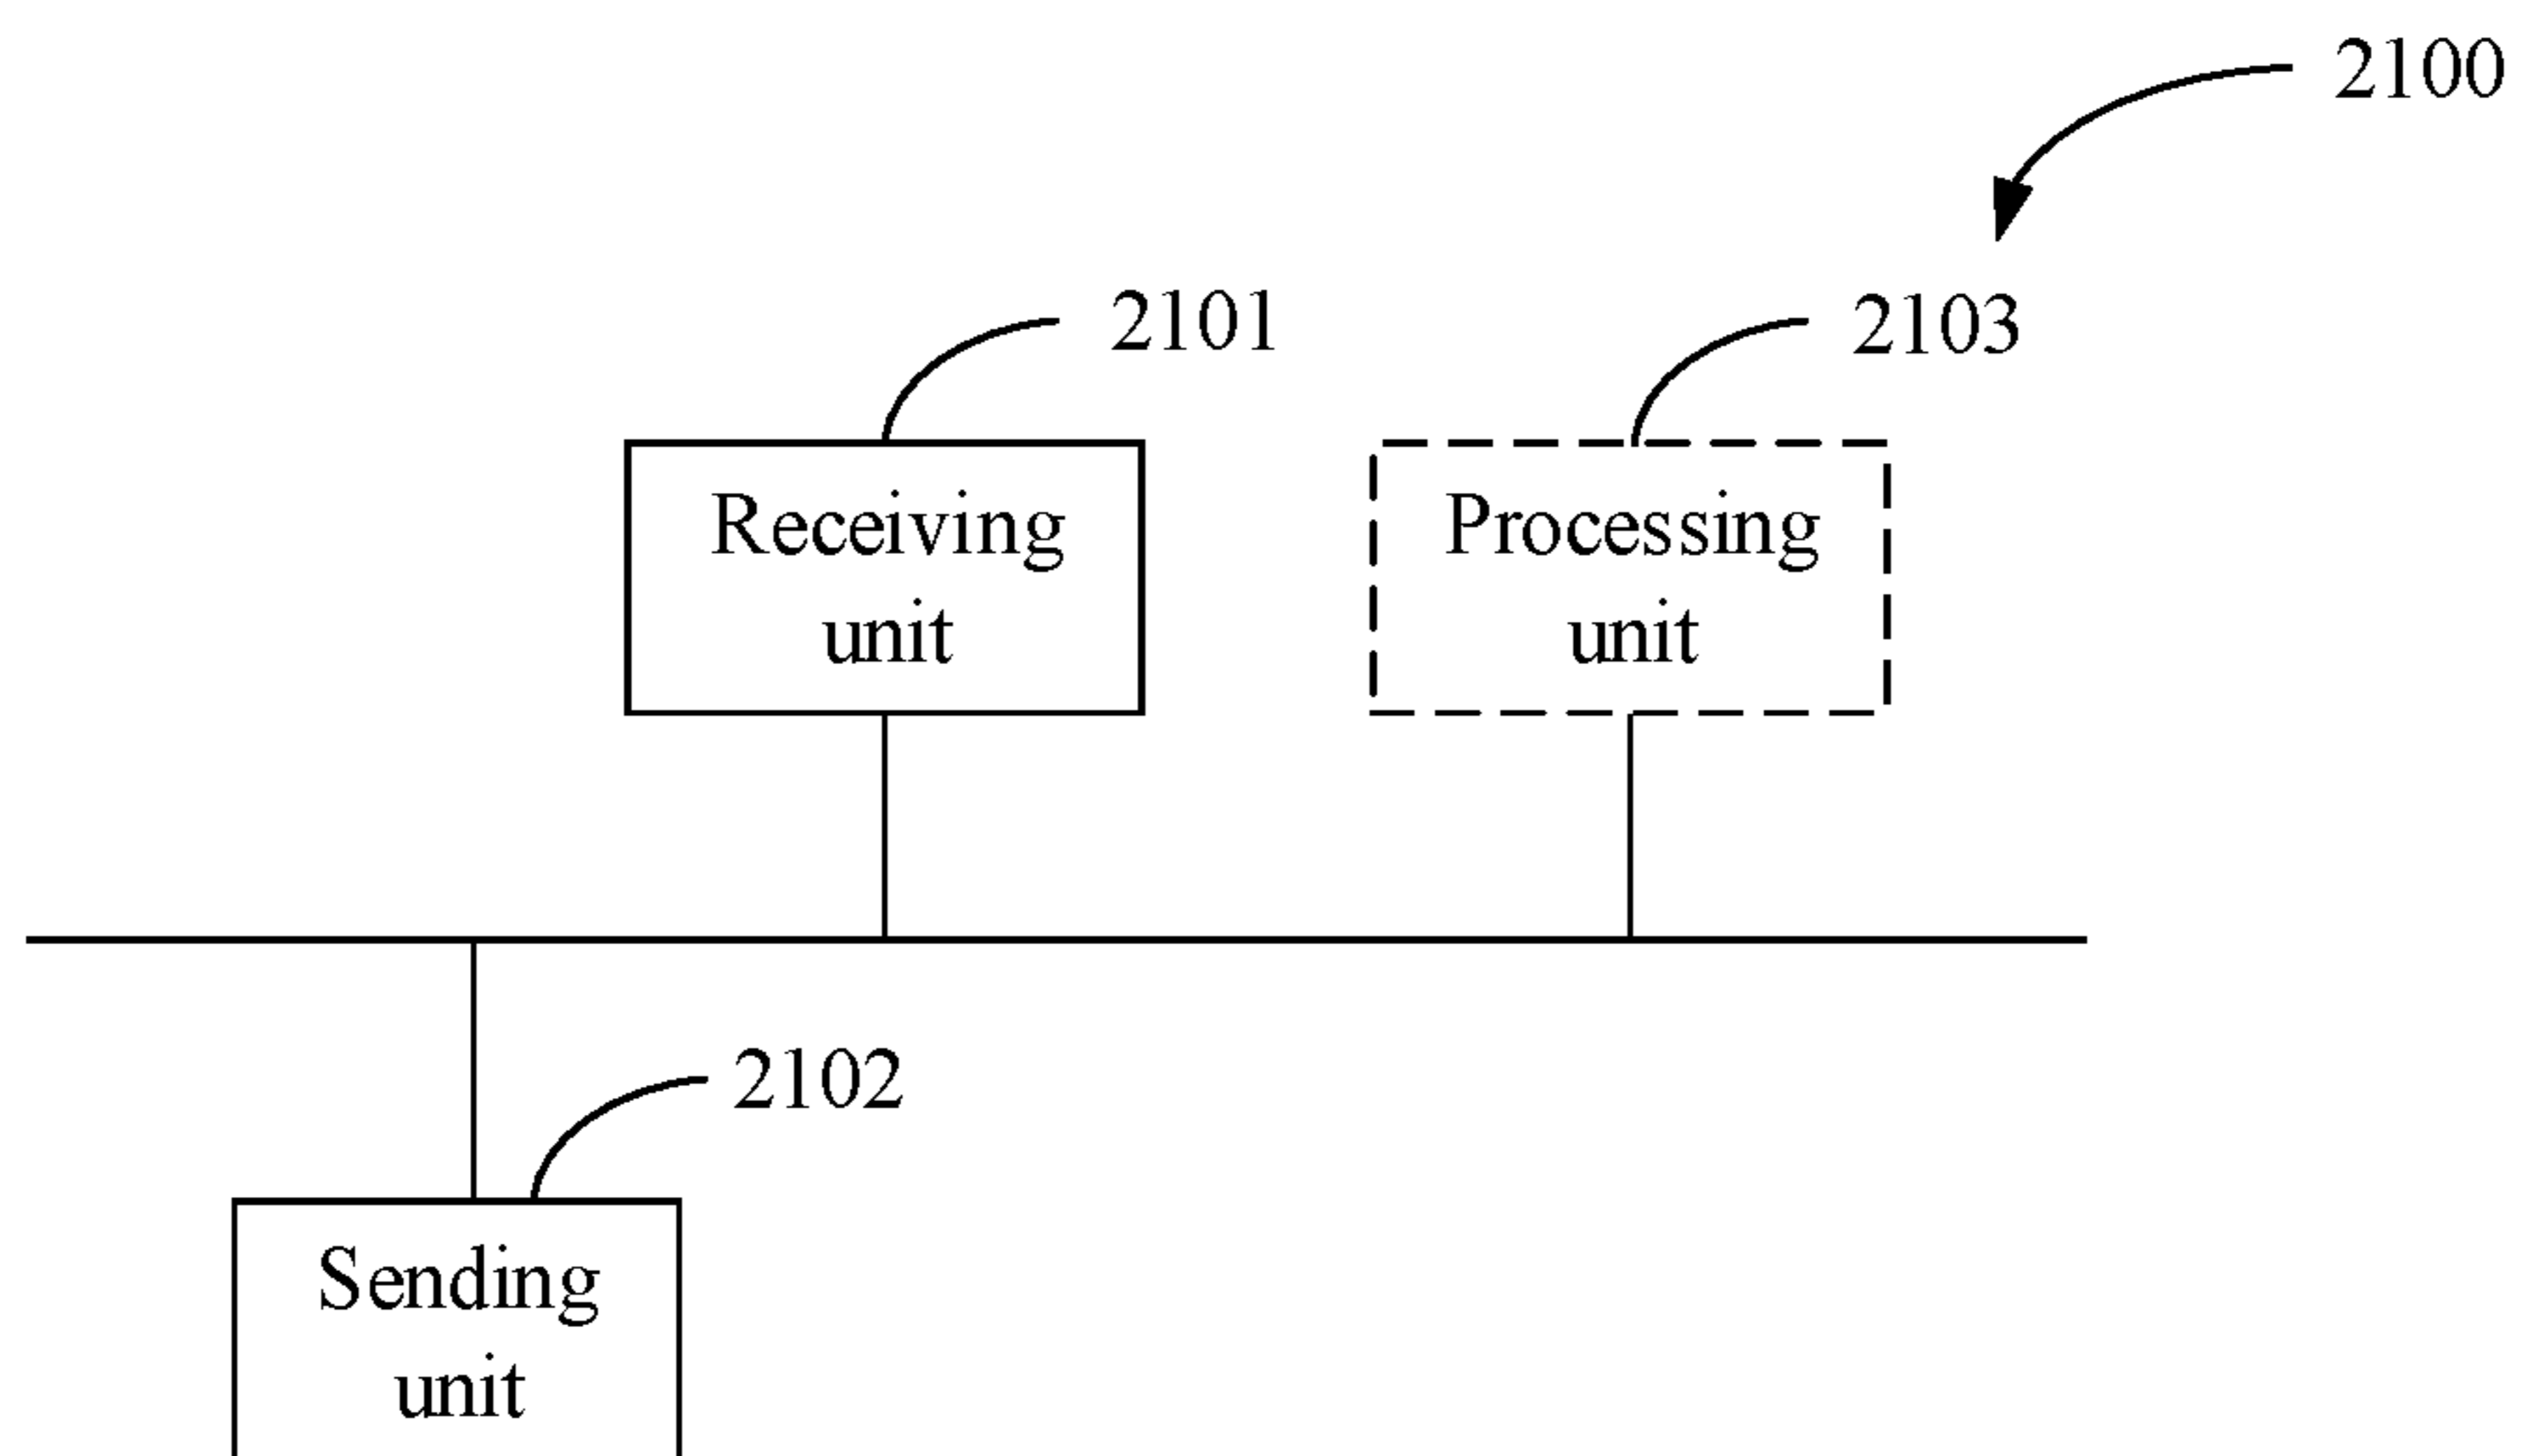 2100
2101
2103
Receiving
unit
Processing
unit
2102
Sending
unit